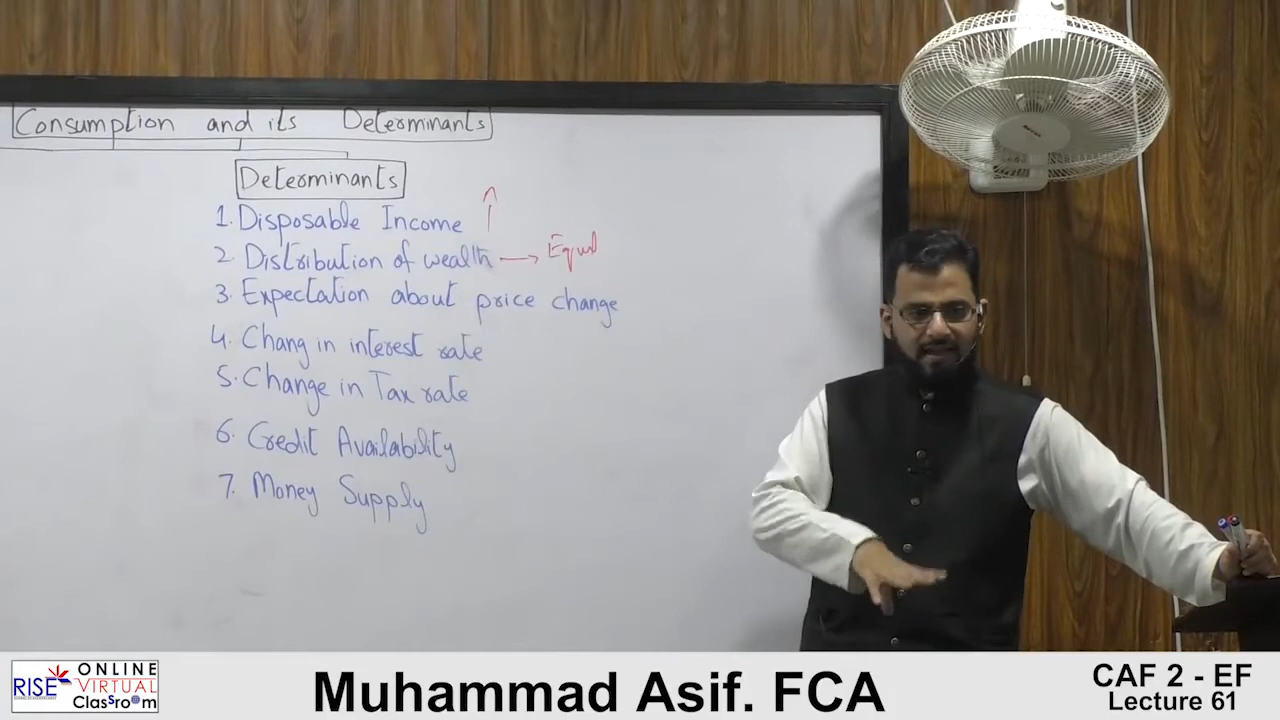 Consumption and its Determinants
Determinants
1. Disposable Income ↑
2. Distribution of wealth → Equal
3. Expectation about price change
4. Chang in interest rate
5. Change in Tax rate
6. Credit Availability
7. Money Supply
RISE ONLINE VIRTUAL ClassRoom
Muhammad Asif. FCA
CAF 2 - EF
Lecture 61